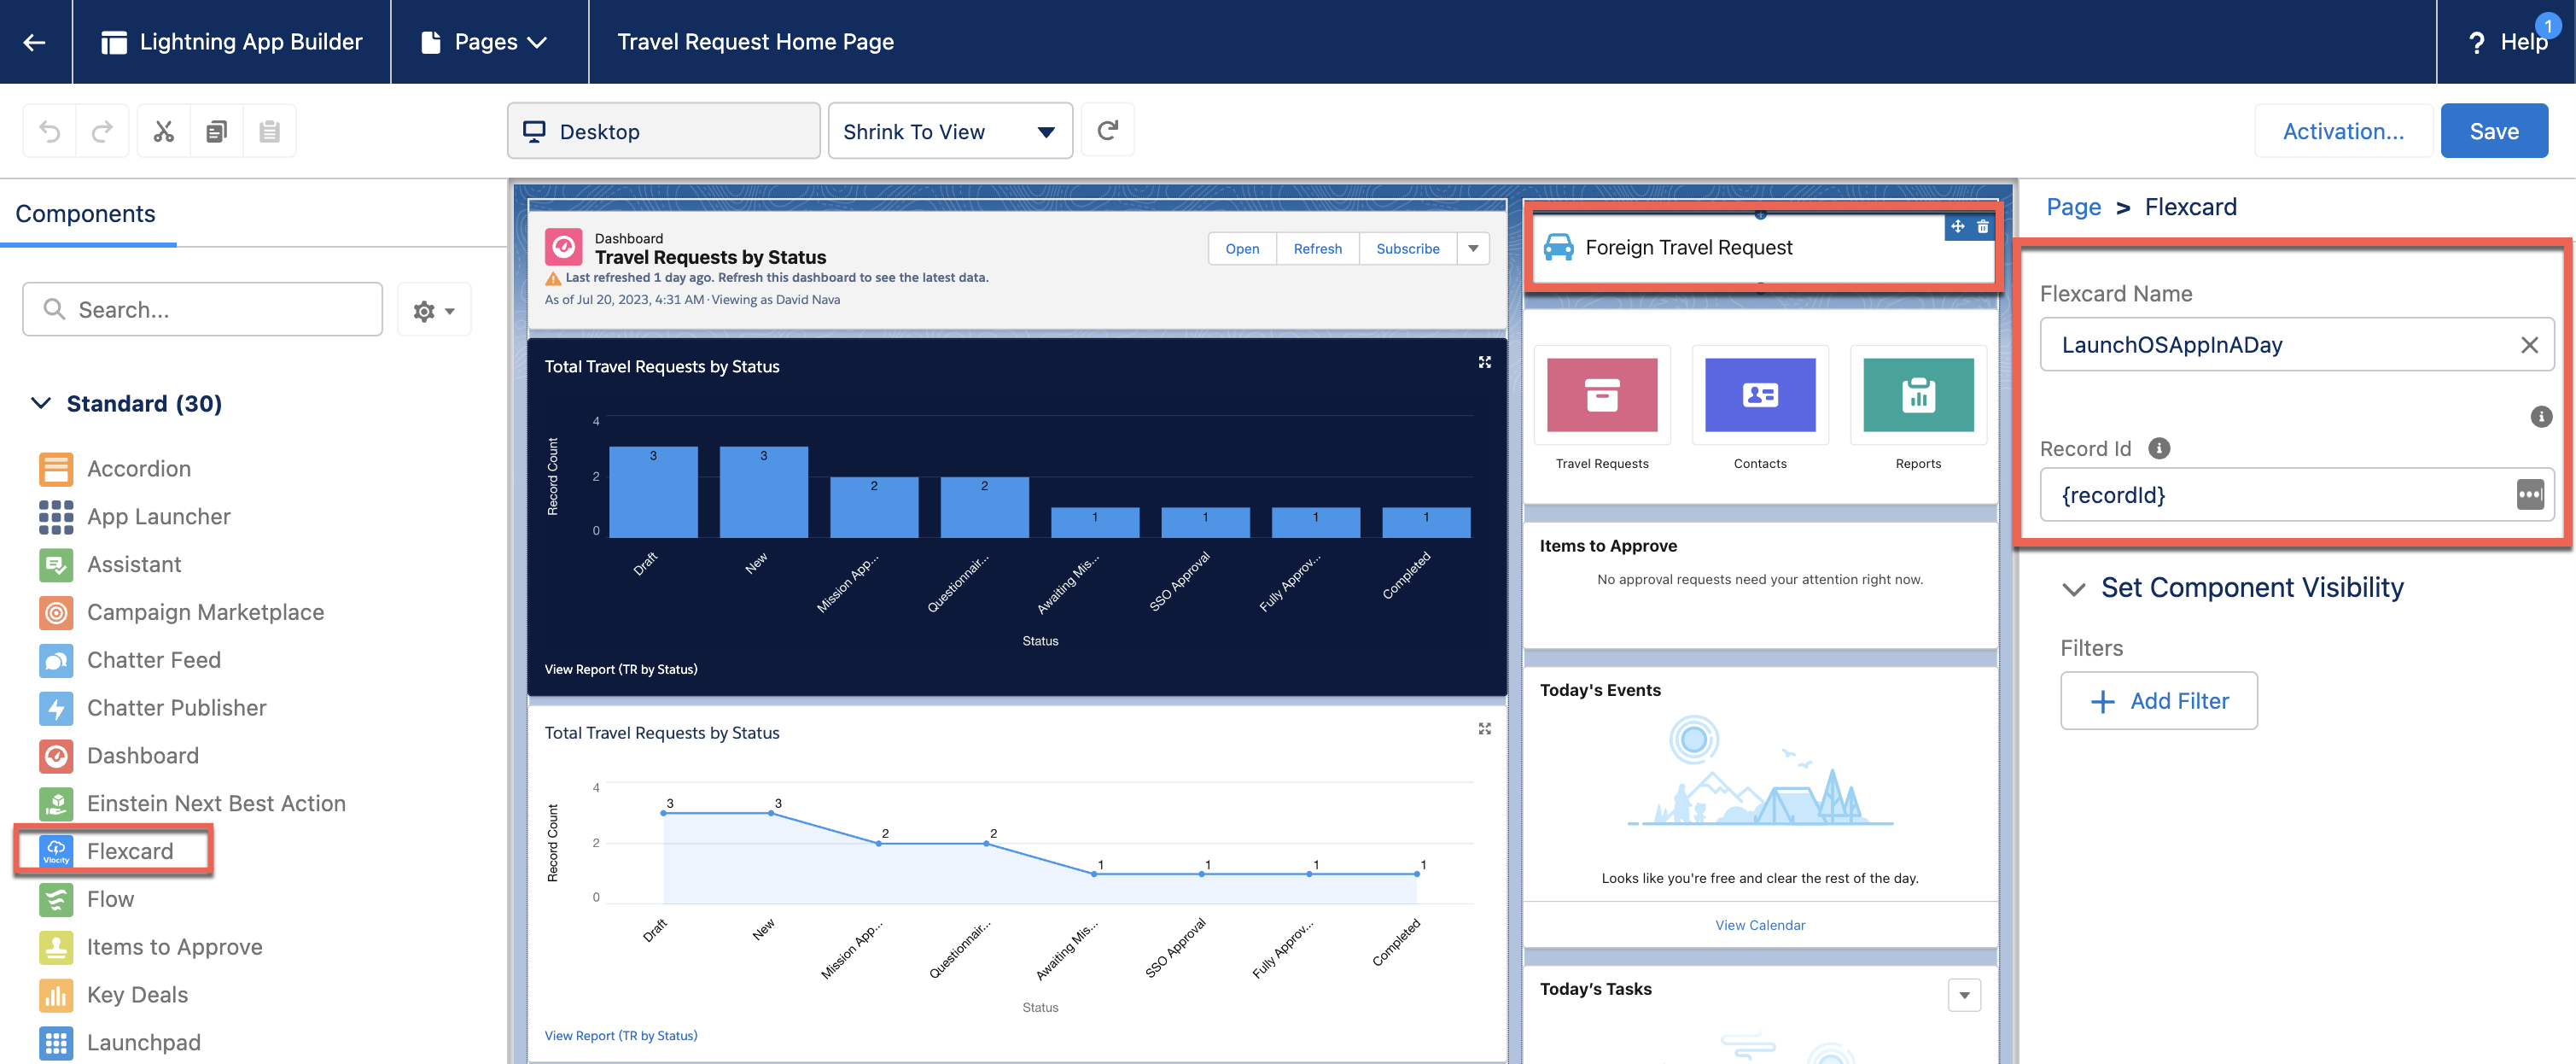 Lightning App Builder
Pages
Travel Request Home Page
? Help
1
Desktop
Shrink To View
Activation...
Save
Components
Search...
Standard (30)
Accordion
App Launcher
Assistant
Campaign Marketplace
Chatter Feed
Chatter Publisher
Dashboard
Einstein Next Best Action
Vlocity
Flexcard
Flow
Items to Approve
Key Deals
Launchpad
Dashboard
Travel Requests by Status
Last refreshed 1 day ago. Refresh this dashboard to see the latest data.
As of Jul 20, 2023, 4:31 AM·Viewing as David Nava
Open
Refresh
Subscribe
Total Travel Requests by Status
Record Count
4
2
0
3
3
2
2
1
1
1
1
Draft
New
Mission App...
Questionnair...
Awaiting Mis...
SSO Approval
Fully Approv...
Completed
Status
View Report (TR by Status)
Total Travel Requests by Status
Record Count
4
2
0
3
3
2
2
1
1
1
1
Draft
New
Mission App...
Questionnair...
Awaiting Mis...
SSO Approval
Fully Approv...
Completed
Status
View Report (TR by Status)
Foreign Travel Request
Travel Requests
Contacts
Reports
Items to Approve
No approval requests need your attention right now.
Today's Events
Looks like you're free and clear the rest of the day.
View Calendar
Today's Tasks
Page > Flexcard
Flexcard Name
LaunchOSAppInADay
Record Id
{recordId}
Set Component Visibility
Filters
Add Filter